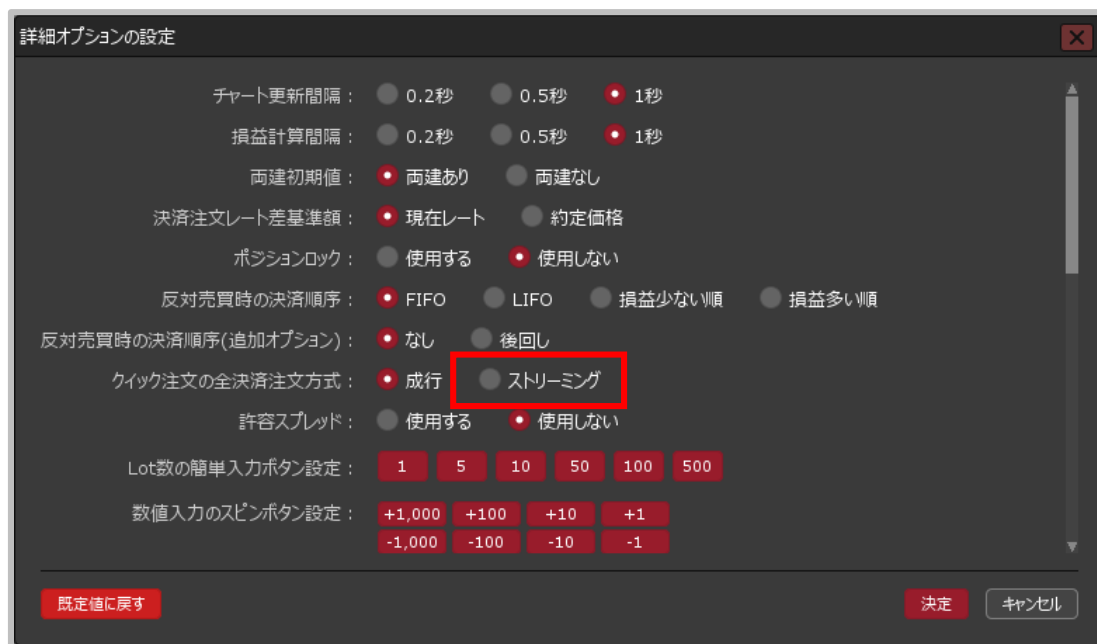 詳細オプションの設定
チャート更新間隔： 0.2秒 0.5秒 1秒
損益計算間隔： 0.2秒 0.5秒 1秒
両建初期値： 両建あり 両建なし
決済注文レート差基準額： 現在レート 約定価格
ポジションロック： 使用する 使用しない
反対売買時の決済順序： FIFO LIFO 損益少ない順 損益多い順
反対売買時の決済順序(追加オプション)： なし 後回し
クイック注文の全決済注文方式： 成行 ストリーミング
許容スプレッド： 使用する 使用しない
Lot数の簡単入力ボタン設定： 1 5 10 50 100 500
数値入力のスピンボタン設定： +1,000 +100 +10 +1
-1,000 -100 -10 -1
既定値に戻す 決定 キャンセル